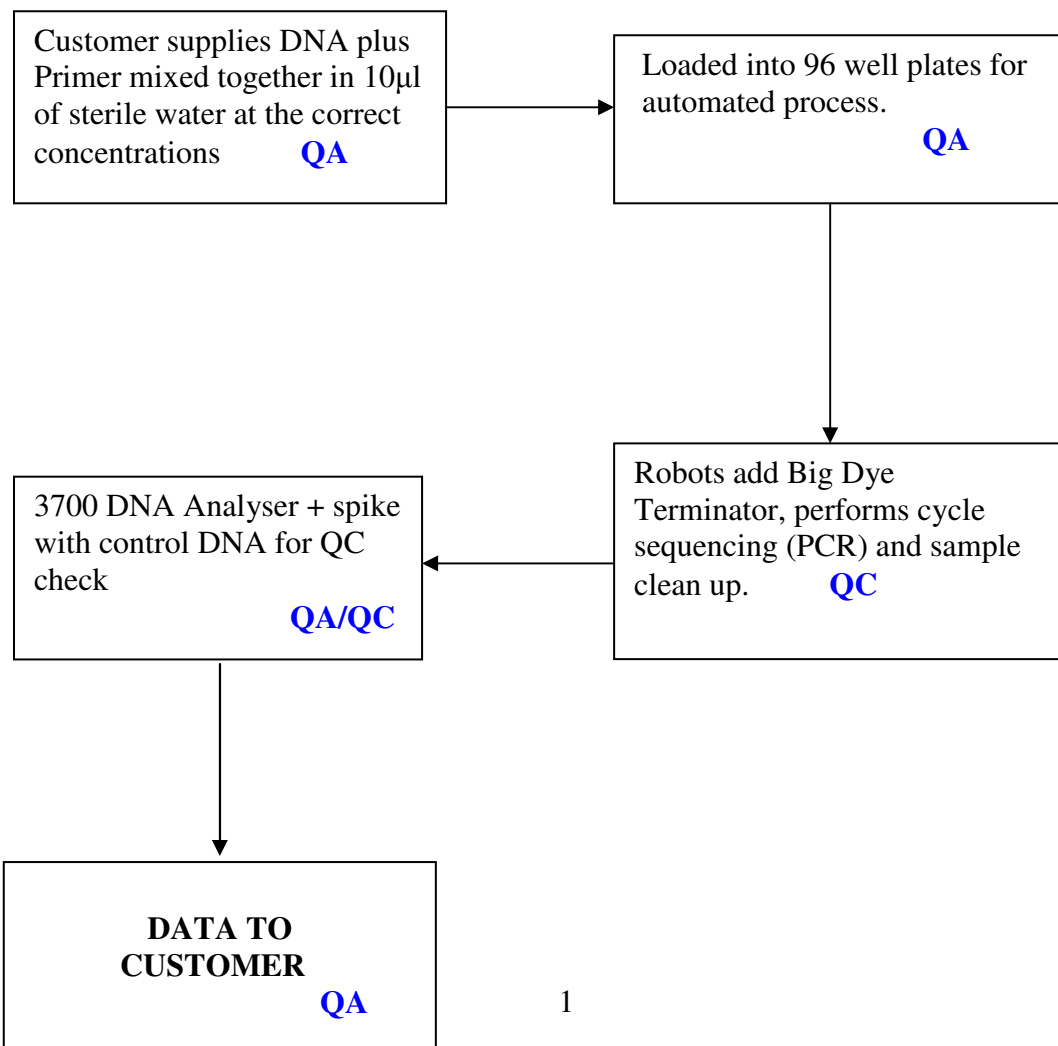 Customer supplies DNA plus
Primer mixed together in 10µl
of sterile water at the correct
concentrations QA
Loaded into 96 well plates for
automated process.
QA
Robots add Big Dye
Terminator, performs cycle
sequencing (PCR) and sample
clean up. QC
3700 DNA Analyser + spike
with control DNA for QC
check
QA/QC
DATA TO
CUSTOMER
QA
1